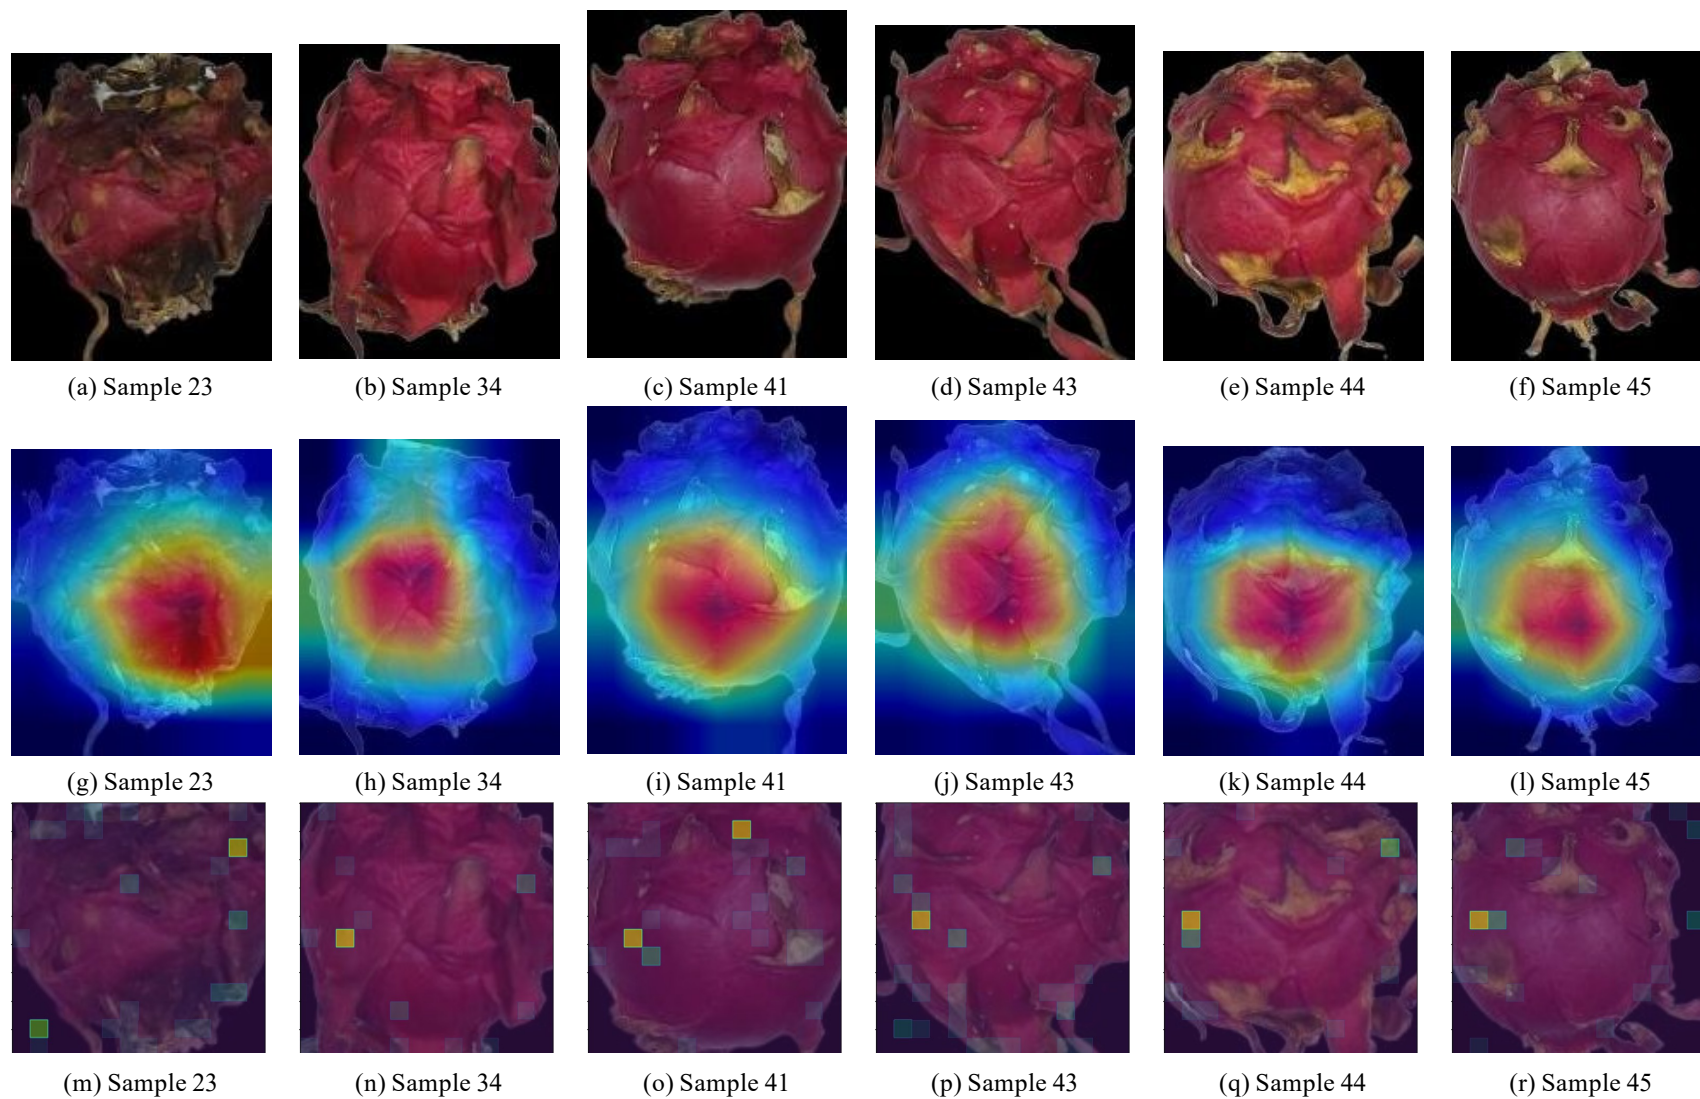 (a) Sample 23
(b) Sample 34
(c) Sample 41
(d) Sample 43
(e) Sample 44
(f) Sample 45
(g) Sample 23
(h) Sample 34
(i) Sample 41
(j) Sample 43
(k) Sample 44
(l) Sample 45
(m) Sample 23
(n) Sample 34
(o) Sample 41
(p) Sample 43
(q) Sample 44
(r) Sample 45